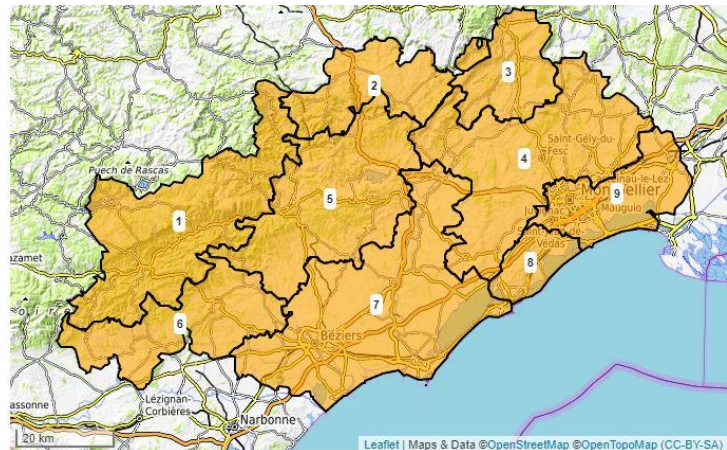 2
3
Saint-Gély-du-
Fesc
4
Puech de Rascas
5
9
Montpellier
Mauguio
1
8
7
6
Béziers
Lézignan-
Corbières
Narbonne
20 km
Leaflet | Maps & Data ©OpenStreetMap ©OpenTopoMap (CC-BY-SA)